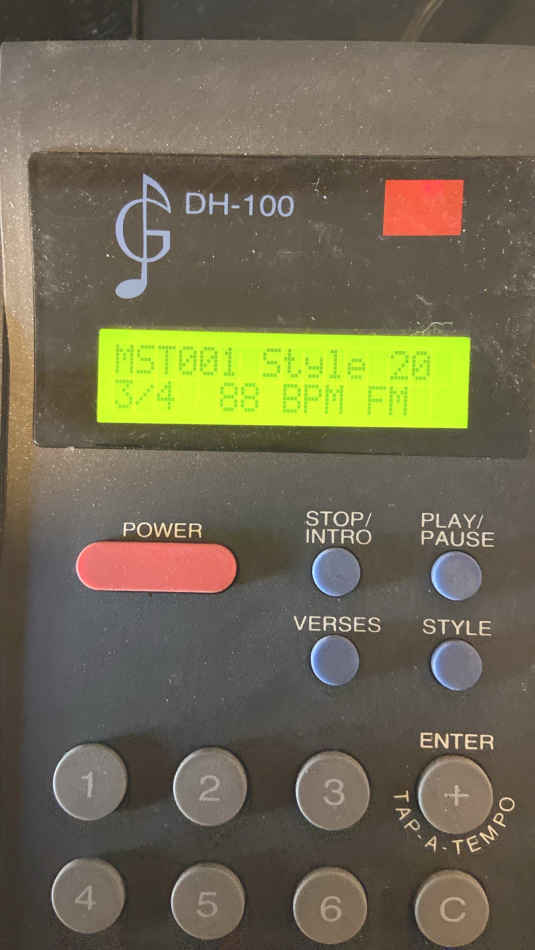 DH-100
MST001 Style 20
3/4 88 BPM FM
POWER
STOP/
INTRO
PLAY/
PAUSE
VERSES
STYLE
ENTER
1
2
3
+
TAP-A-TEMPO
4
5
6
C